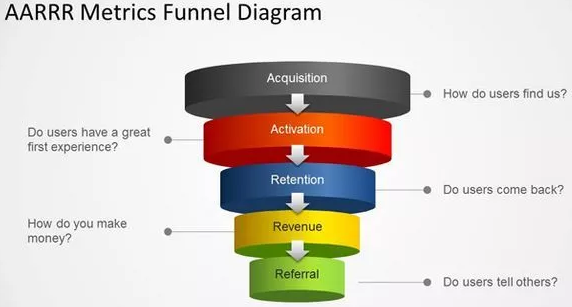 AARRR Metrics Funnel Diagram
Acquisition
How do users find us?
Activation
Do users have a great
first experience?
Retention
Do users come back?
Revenue
How do you make
money?
Referral
Do users tell others?